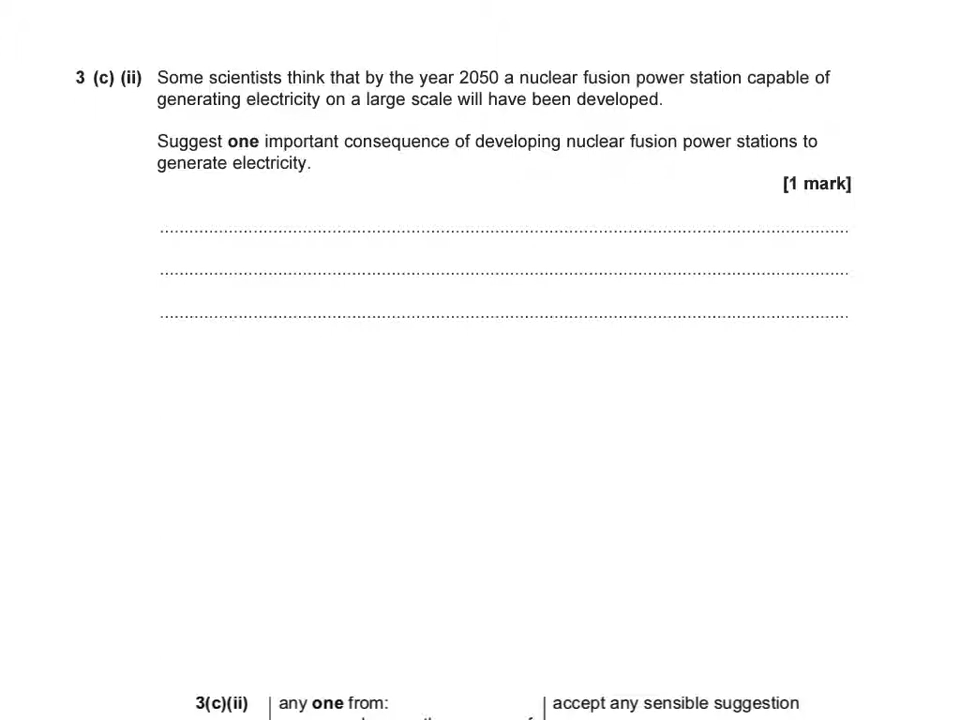 3 (c) (ii) Some scientists think that by the year 2050 a nuclear fusion power station capable of
generating electricity on a large scale will have been developed.
Suggest one important consequence of developing nuclear fusion power stations to
generate electricity.
[1 mark]
3(c)(ii) any one from: accept any sensible suggestion